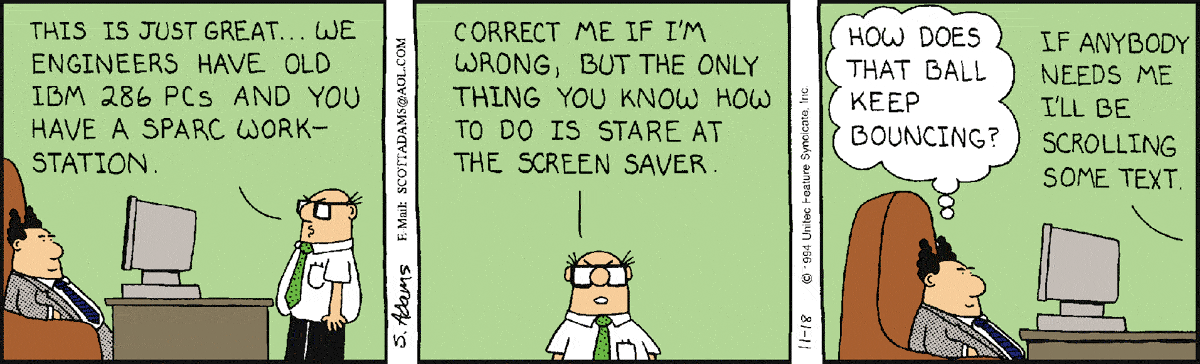 THIS IS JUST GREAT... WE
ENGINEERS HAVE OLD
IBM 286 PCs AND YOU
HAVE A SPARC WORK-
STATION.
S. Adams
E Mail: SCOTTADAMS@AOL.COM
CORRECT ME IF I'M
WRONG, BUT THE ONLY
THING YOU KNOW HOW
TO DO IS STARE AT
THE SCREEN SAVER.
11-18
© 1994 United Feature Syndicate, Inc.
HOW DOES
THAT BALL
KEEP
BOUNCING?
IF ANYBODY
NEEDS ME
I'LL BE
SCROLLING
SOME TEXT.